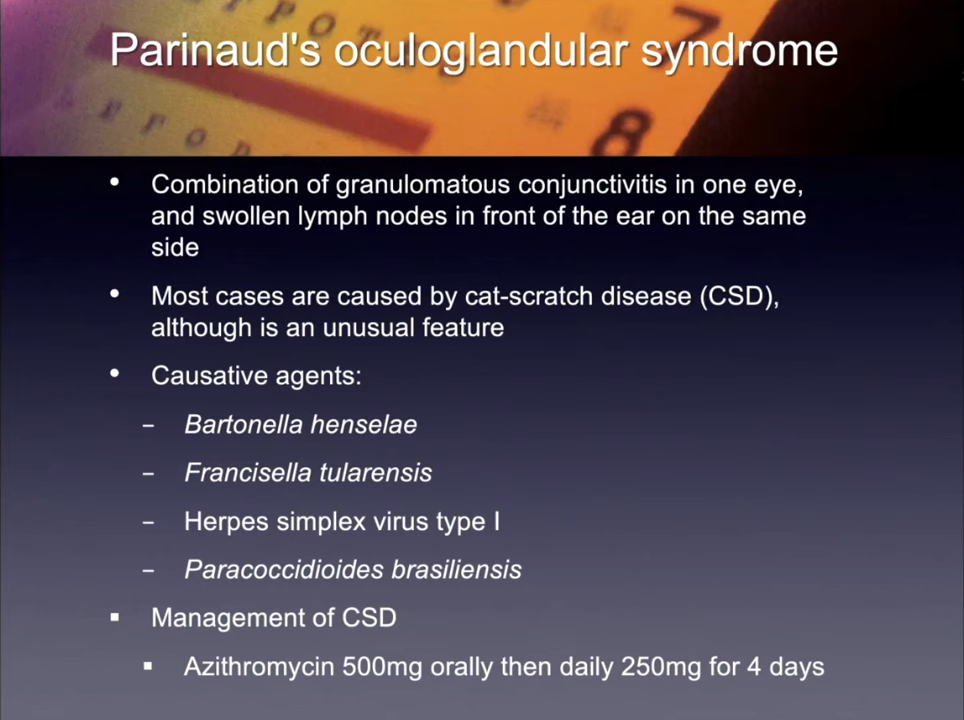 Parinaud's oculoglandular syndrome
7
8
• Combination of granulomatous conjunctivitis in one eye,
and swollen lymph nodes in front of the ear on the same
side
• Most cases are caused by cat-scratch disease (CSD),
although is an unusual feature
• Causative agents:
– Bartonella henselae
– Francisella tularensis
– Herpes simplex virus type I
– Paracoccidioides brasiliensis
▪ Management of CSD
▪ Azithromycin 500mg orally then daily 250mg for 4 days